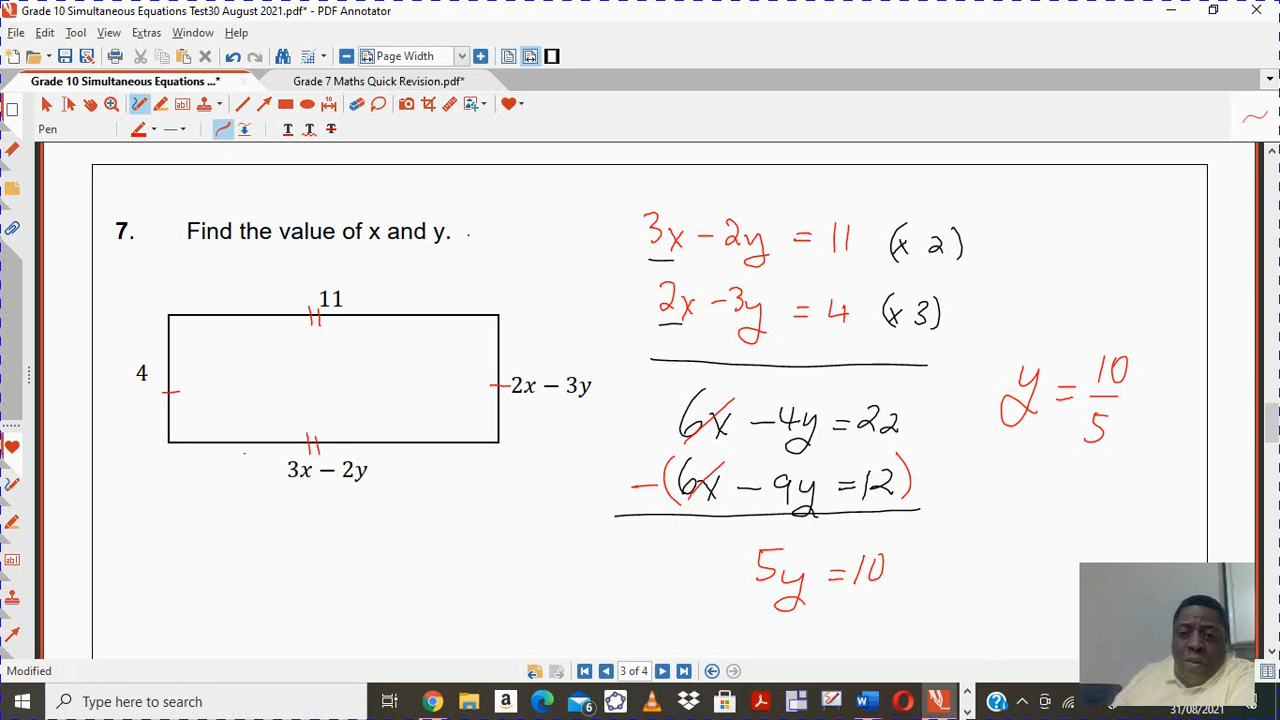 Grade 10 Simultaneous Equations Test30 August 2021.pdf* - PDF Annotator
File Edit Tool View Extras Window Help
Page Width
Grade 10 Simultaneous Equations ...*
Grade 7 Maths Quick Revision.pdf*
Pen
7. Find the value of x and y.
11
4
2x − 3y
3x − 2y
3x − 2y = 11 (x 2)
2x − 3y = 4 (x 3)
6x − 4y = 22
− (6x − 9y = 12)
5y = 10
y = 10/5
Modified
3 of 4
Type here to search
6
31/08/2021